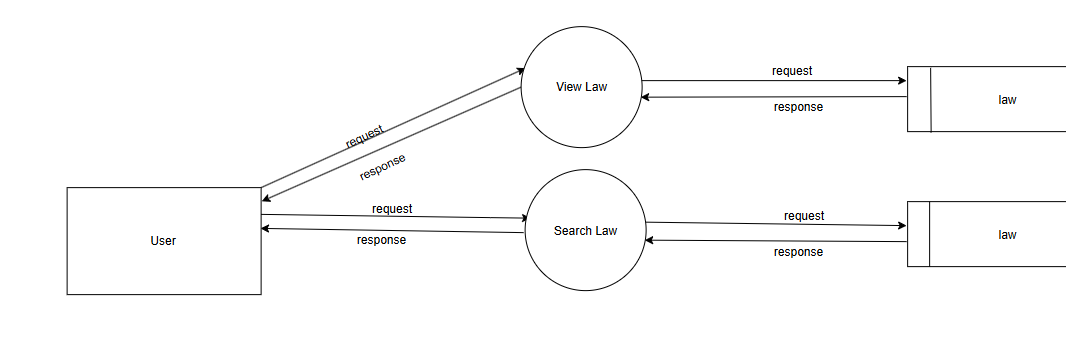 request
View Law
request
response
law
response
User
request
response
Search Law
request
response
law